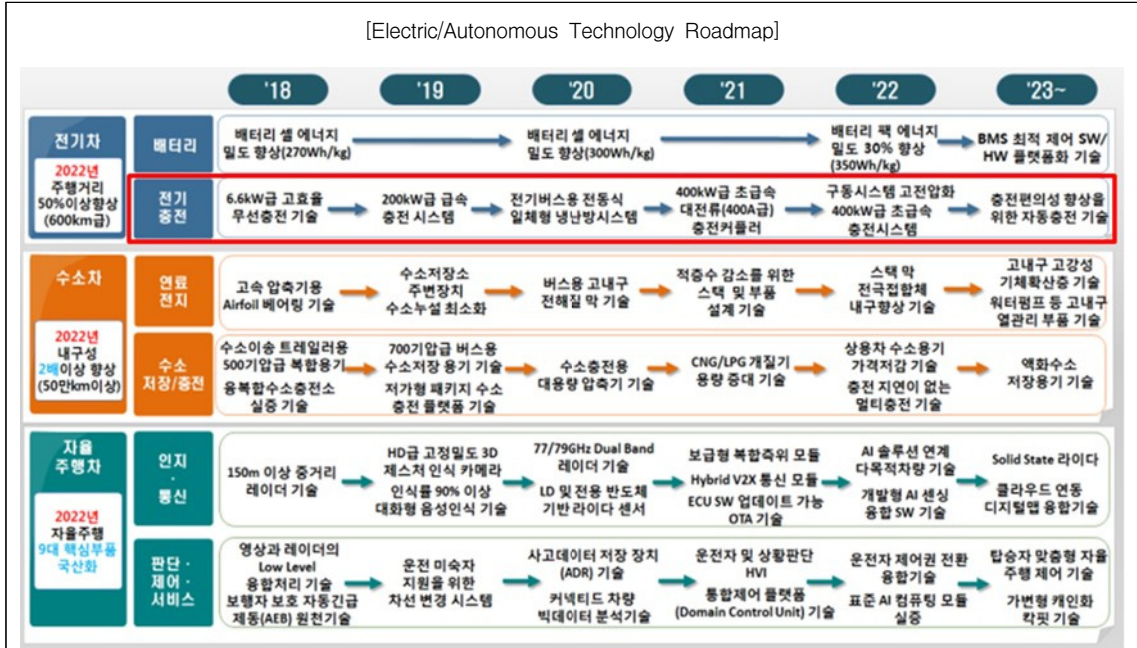 [Electric/Autonomous Technology Roadmap]
'18 '19 '20 '21 '22 '23~
전기차
2022년
주행거리
50%이상향상
(600km급)
배터리
배터리 셀 에너지
밀도 향상(270Wh/kg)
배터리 셀 에너지
밀도 향상(300Wh/kg)
배터리 팩 에너지
밀도 30% 향상
(350Wh/kg)
BMS 최적 제어 SW/
HW 플랫폼화 기술
전기
충전
6.6kW급 고효율
무선충전 기술
200kW급 급속
충전 시스템
전기버스용 전동식
일체형 냉난방시스템
400kW급 초급속
대전류(400A급)
충전커플러
구동시스템 고전압화
400kW급 초급속
충전시스템
충전편의성 향상을
위한 자동충전 기술
수소차
2022년
내구성
2배이상 향상
(50만km이상)
연료
전지
고속 압축기용
Airfoil 베어링 기술
수소저장소
주변장치
수소누설 최소화
버스용 고내구
전해질 막 기술
적증수 감소를 위한
스택 및 부품
설계 기술
스택 막
전극접합체
내구향상 기술
고내구 고강성
기체확산증 기술
워터펌프 등 고내구
열관리 부품 기술
수소
저장/충전
수소이송 트레일러용
500기압급 복합용기
융복합수소충전소
실증 기술
700기압급 버스용
수소저장 용기 기술
저가형 패키지 수소
충전 플랫폼 기술
수소충전용
대용량 압축기 기술
CNG/LPG 개질기
용량 증대 기술
상용차 수소용기
가격저감 기술
충전 지연이 없는
멀티충전 기술
액화수소
저장용기 기술
자율
주행차
2022년
자율주행
9대 핵심부품
국산화
인지
·
통신
150m 이상 중거리
레이더 기술
HD급 고정밀도 3D
제스처 인식 카메라
인식률 90% 이상
대화형 음성인식 기술
77/79GHz Dual Band
레이더 기술
LD 및 전용 반도체
기반 라이다 센서
보급형 복합측위 모듈
Hybrid V2X 통신 모듈
ECU SW 업데이트 가능
OTA 기술
AI 솔루션 연계
다목적차량 기술
개발형 AI 센싱
융합 SW 기술
Solid State 라이다
클라우드 연동
디지털맵 융합기술
판단 ·
제어 ·
서비스
영상과 레이더의
Low Level
융합처리 기술
보행자 보호 자동긴급
제동(AEB) 원천기술
운전 미숙자
지원을 위한
차선 변경 시스템
사고데이터 저장 장치
(ADR) 기술
커넥티드 차량
빅데이터 분석기술
운전자 및 상황판단
HVI
통합제어 플랫폼
(Domain Control Unit) 기술
운전자 제어권 전환
융합기술
표준 AI 컴퓨팅 모듈
실증
탑승자 맞춤형 자율
주행 제어 기술
가변형 캐인화
칵핏 기술